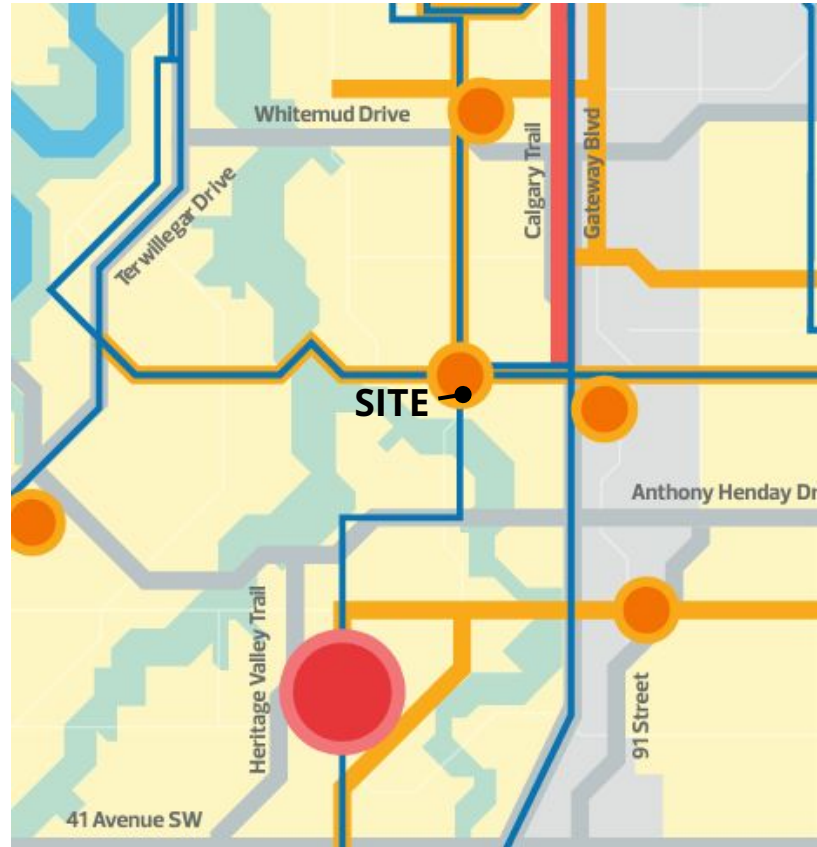 Whitemud Drive
Calgary Trail
Gateway Blvd
Terwillegar Drive
SITE
Anthony Henday Dr
Heritage Valley Trail
91 Street
41 Avenue SW